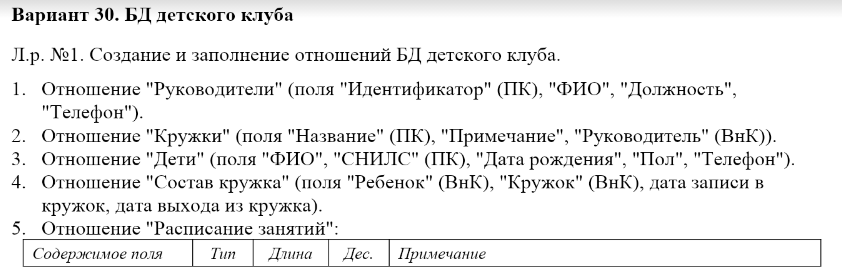 Вариант 30. БД детского клуба
Л.р. №1. Создание и заполнение отношений БД детского клуба.
1. Отношение "Руководители" (поля "Идентификатор" (ПК), "ФИО", "Должность",
"Телефон").
2. Отношение "Кружки" (поля "Название" (ПК), "Примечание", "Руководитель" (ВнК)).
3. Отношение "Дети" (поля "ФИО", "СНИЛС" (ПК), "Дата рождения", "Пол", "Телефон").
4. Отношение "Состав кружка" (поля "Ребенок" (ВнК), "Кружок" (ВнК), дата записи в
кружок, дата выхода из кружка).
5. Отношение "Расписание занятий":
Содержимое поля Тип Длина Дес. Примечание